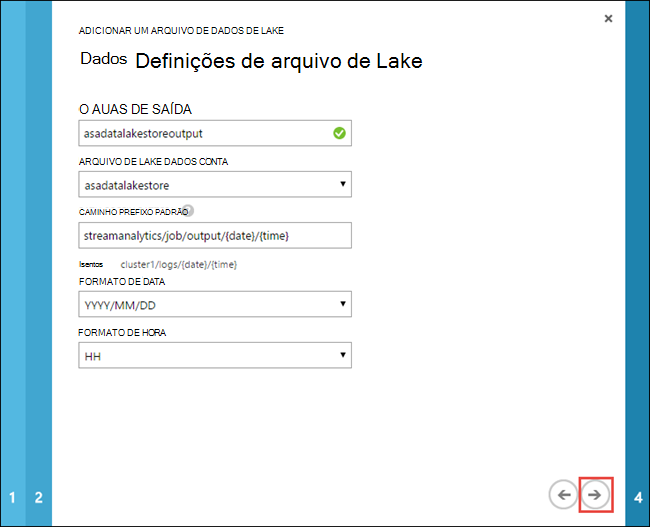 ADICIONAR UM ARQUIVO DE DADOS DE LAKE
Dados Definições de arquivo de Lake
O AUAS DE SAÍDA
asadatalakestoreoutput
ARQUIVO DE LAKE DADOS CONTA
asadatalakestore
CAMINHO PREFIXO PADRÃO
streamanalytics/job/output/{date}/{time}
Isentos cluster1/logs/{date}/{time}
FORMATO DE DATA
YYYY/MM/DD
FORMATO DE HORA
HH
1 2 4